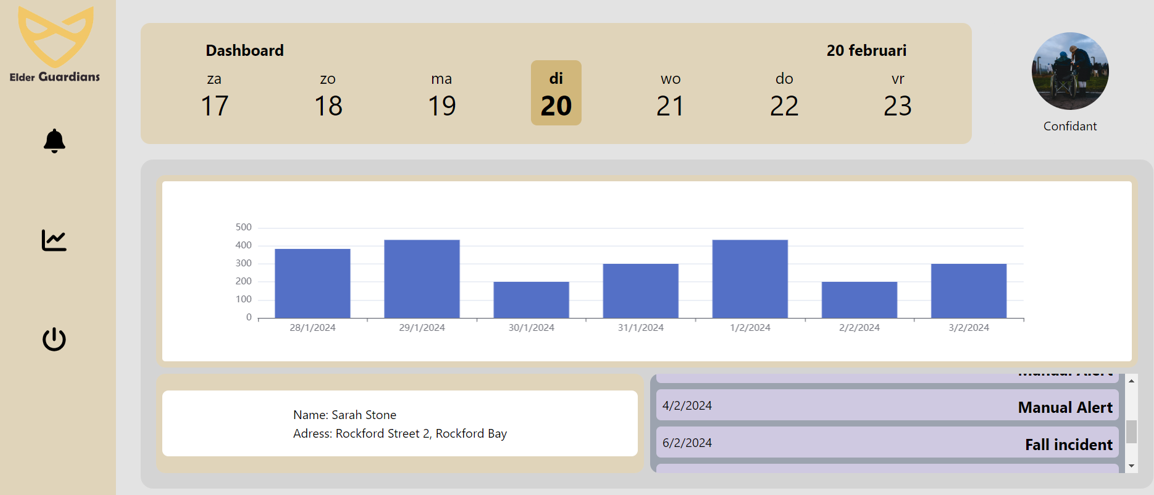 Elder Guardians
Dashboard 20 februari
za zo ma di wo do vr
17 18 19 20 21 22 23
Confidant
500
400
300
200
100
0
28/1/2024 29/1/2024 30/1/2024 31/1/2024 1/2/2024 2/2/2024 3/2/2024
Name: Sarah Stone
Adress: Rockford Street 2, Rockford Bay
Manual Alert
4/2/2024 Manual Alert
6/2/2024 Fall incident